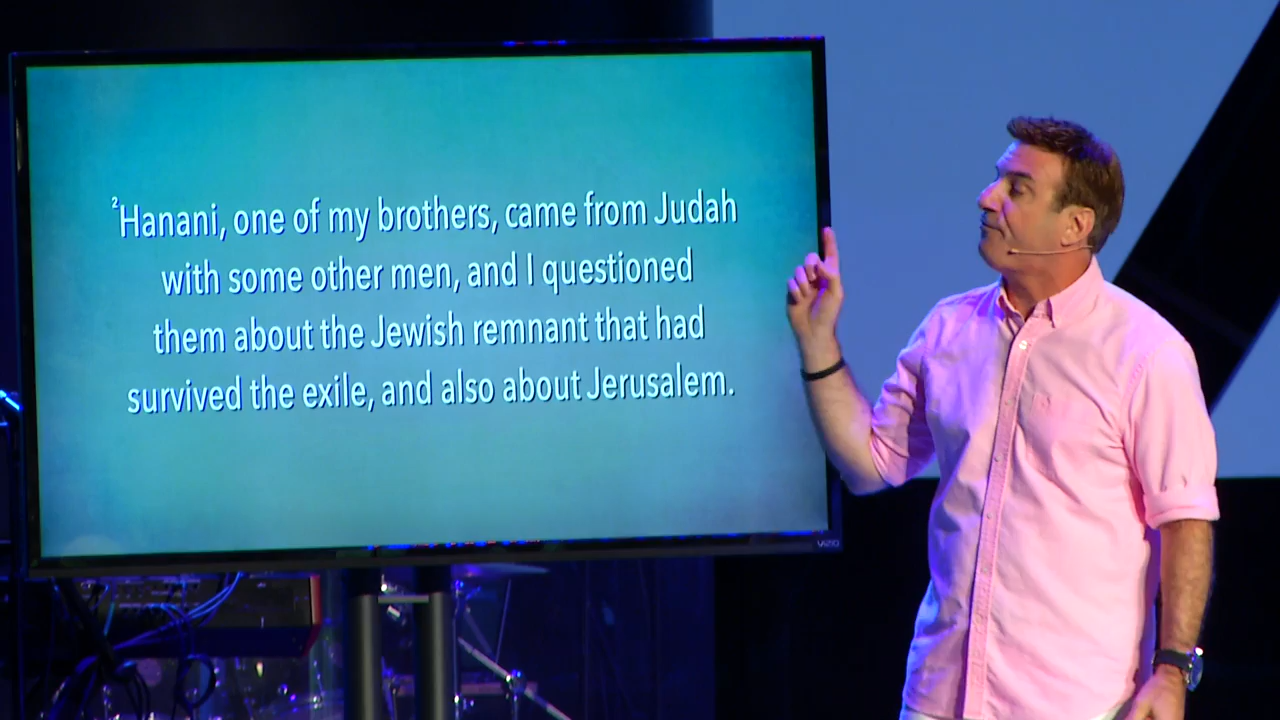 ²Hanani, one of my brothers, came from Judah
with some other men, and I questioned
them about the Jewish remnant that had
survived the exile, and also about Jerusalem.
VIZIO